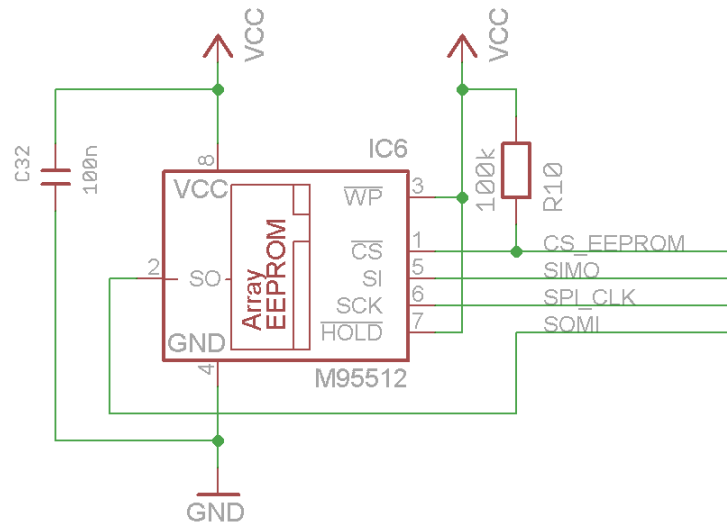 VCC
VCC
C32
100n
8
IC6
100k
R10
VCC
WP
3
CS
1
CS_EEPROM
2
SO
Array
EEPROM
SI
5
SIMO
SCK
6
SPI_CLK
GND
HOLD
7
SOMI
4
M95512
GND